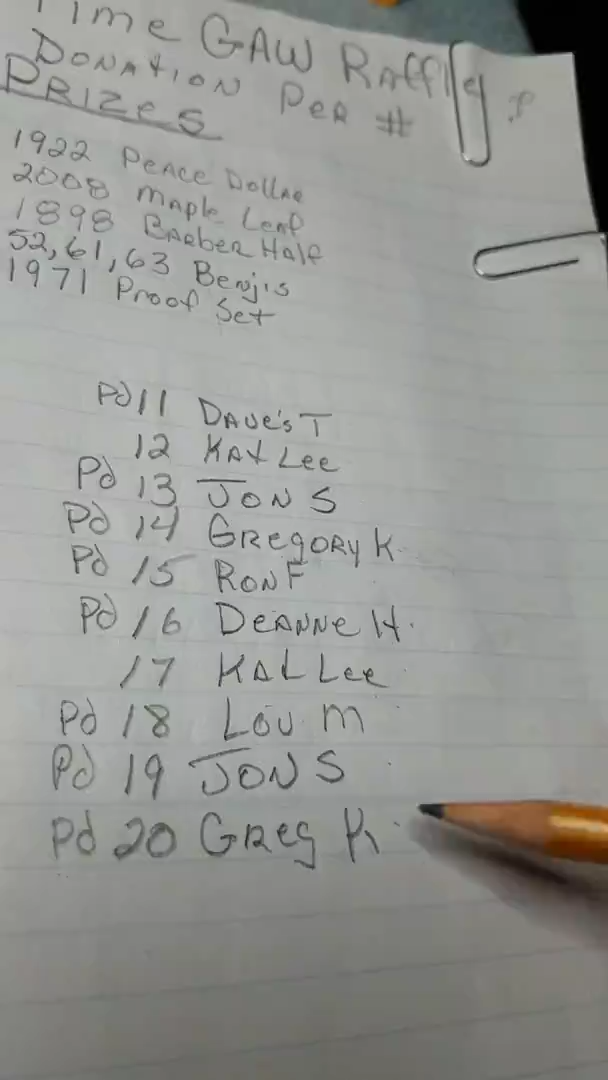 Time GAW Raffle
Donation Per #
Prizes
1922 Peace Dollar
2008 Maple Leaf
1898 Barber Half
52, 61, 63 Benjis
1971 Proof Set
Pd 11 Dave's T
12 Kat Lee
Pd 13 Jon S
Pd 14 Gregory K.
Pd 15 Ron F
Pd 16 Deanne H.
17 Kat Lee
Pd 18 Lou M
Pd 19 Jon S
Pd 20 Greg K.